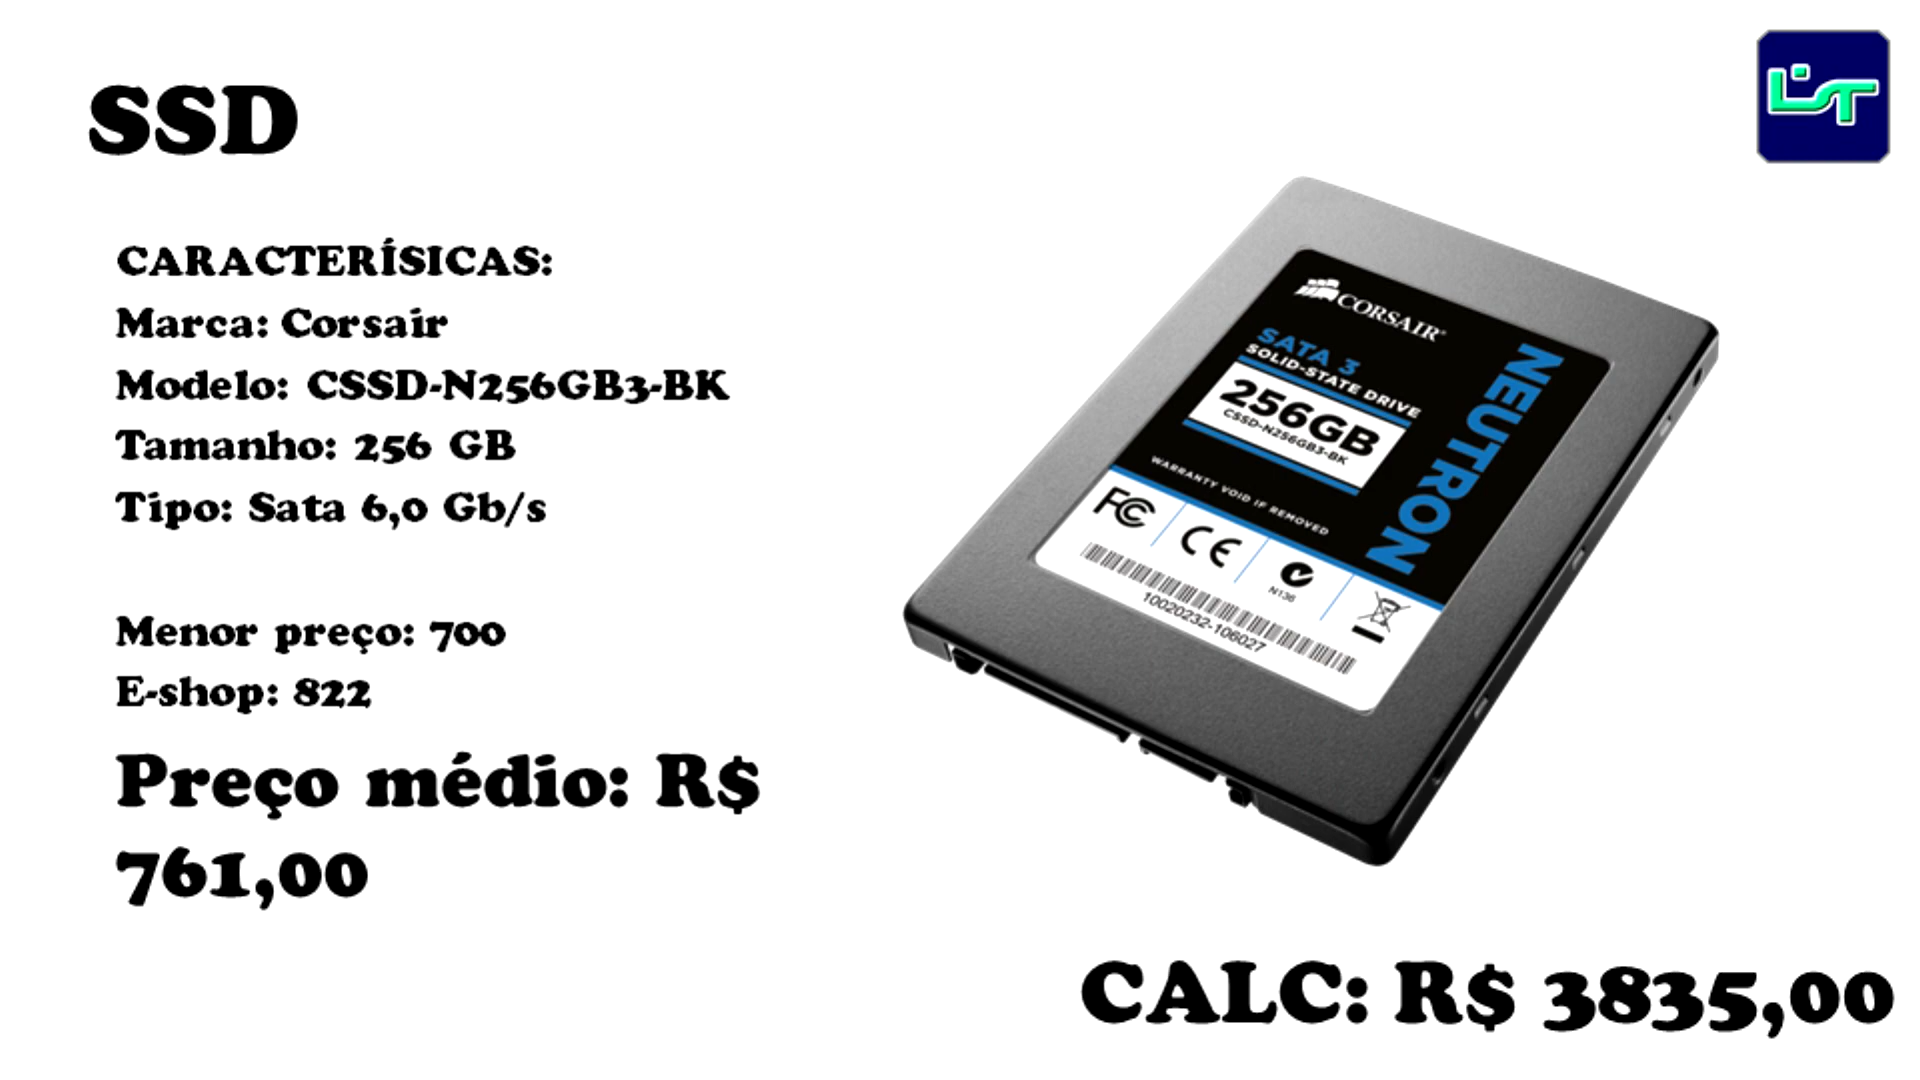 SSD
LIST
CARACTERÍSICAS:
Marca: Corsair
Modelo: CSSD-N256GB3-BK
Tamanho: 256 GB
Tipo: Sata 6,0 Gb/s
Menor preço: 700
E-shop: 822
Preço médio: R$
761,00
CORSAIR
SATA 3
SOLID-STATE DRIVE
256GB
CSSD-N256GB3-BK
WARRANTY VOID IF REMOVED
NEUTRON
FC CE
N136
10020232-106027
CALC: R$ 3835,00